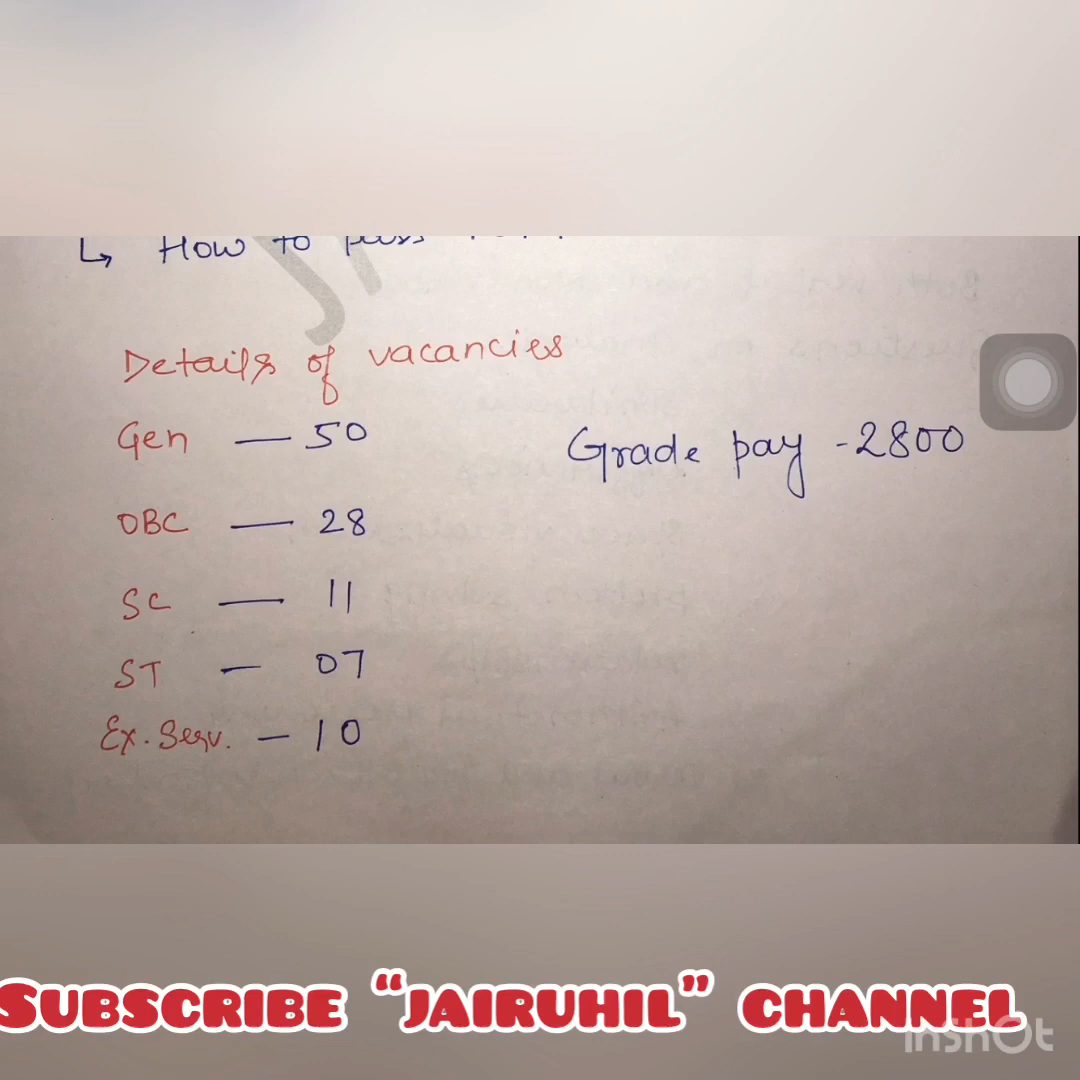 ↳ How to pass
Details of vacancies
Gen — 50
Grade pay - 2800
OBC — 28
SC — 11
ST — 07
Ex. Serv. — 10
SUBSCRIBE "JAIRUHIL" CHANNEL
InShOt